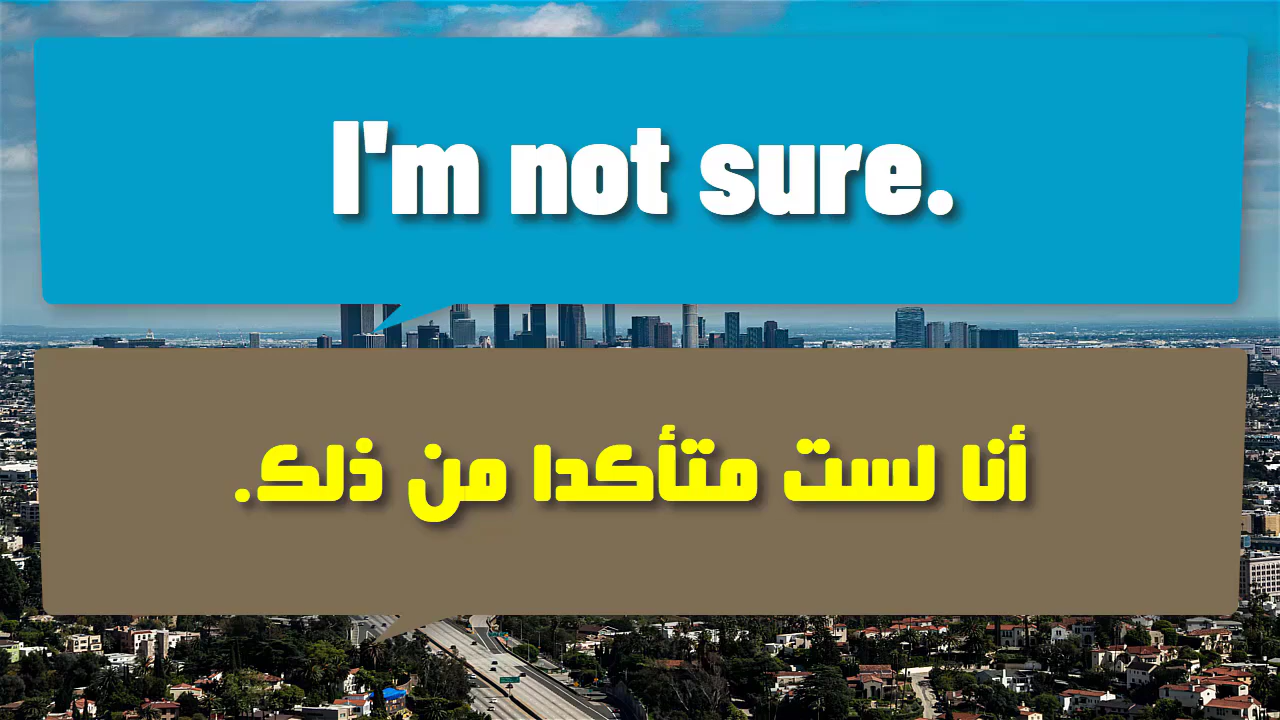 I'm not sure.
أنا لست متأكدا من ذلك.